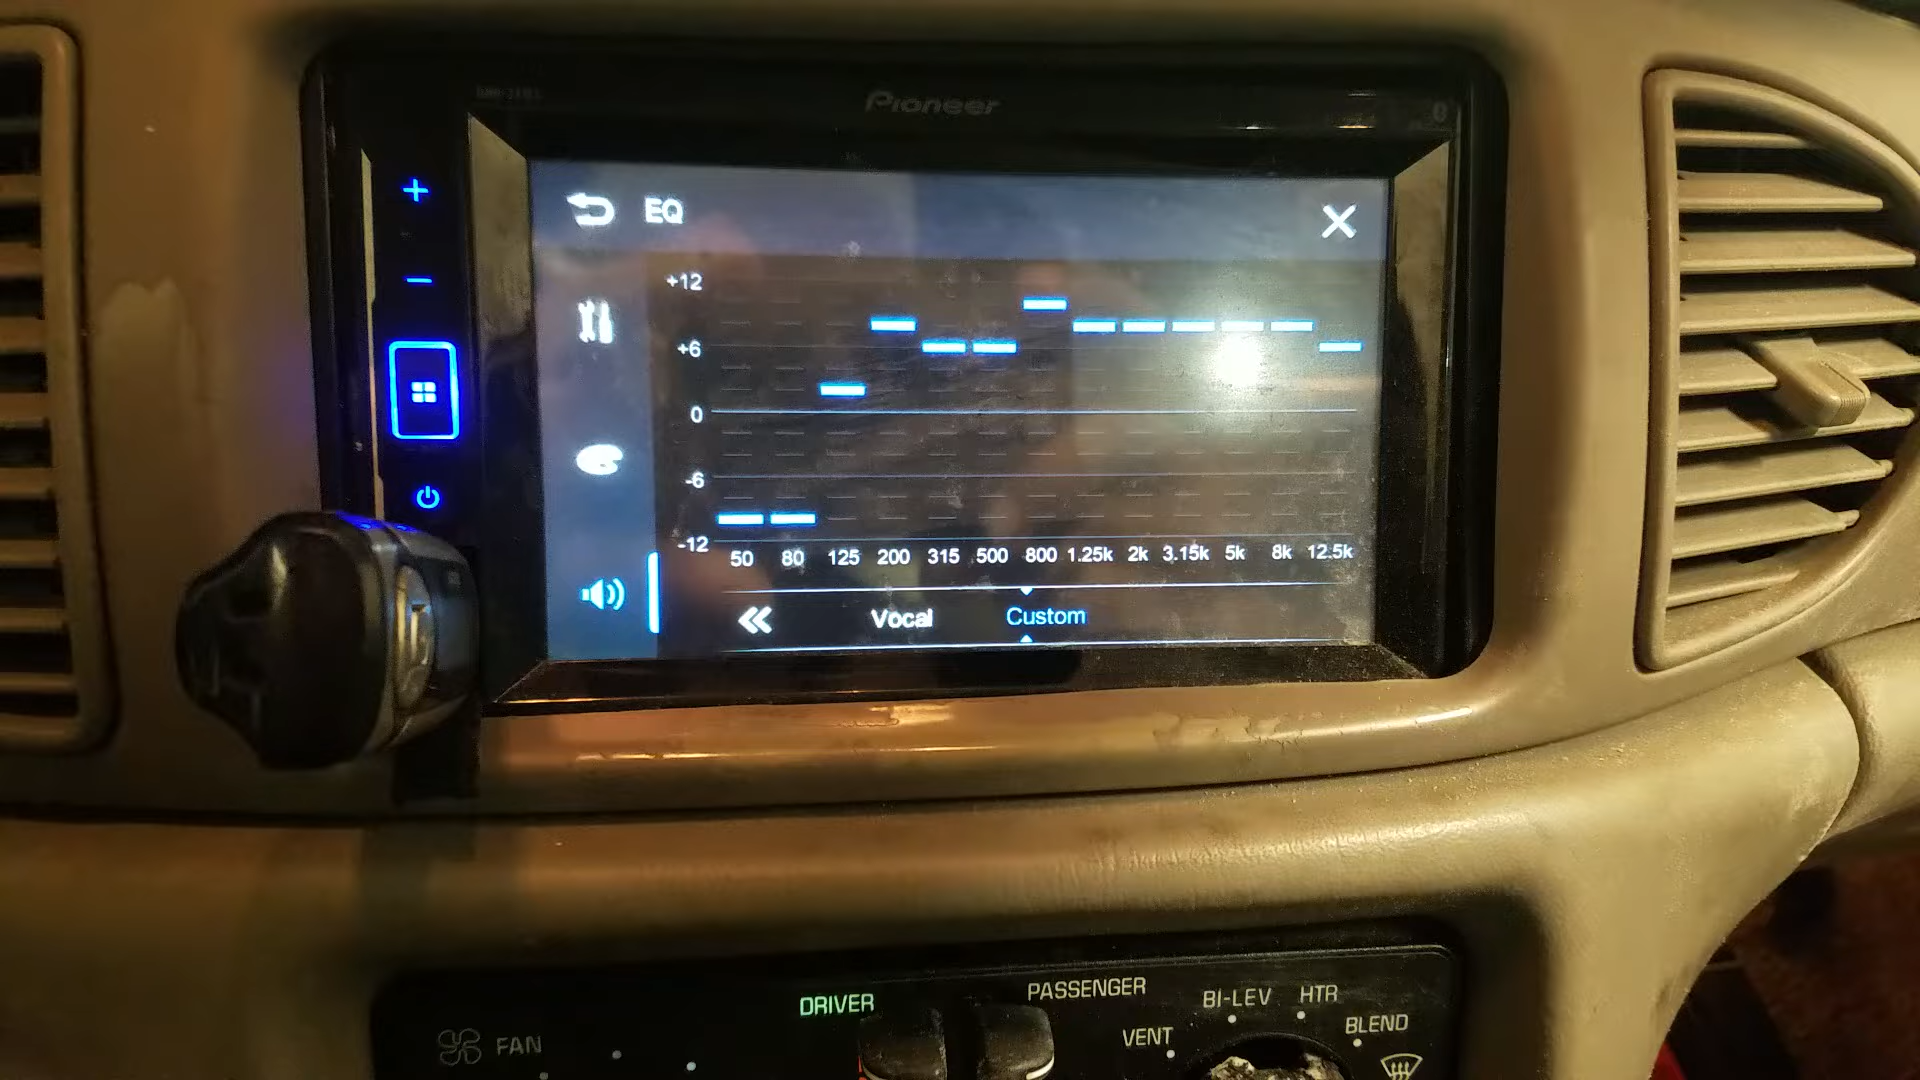 Pioneer
EQ
+12
+6
0
-6
-12
50 80 125 200 315 500 800 1.25k 2k 3.15k 5k 8k 12.5k
Vocal Custom
DRIVER PASSENGER BI-LEV HTR
FAN VENT BLEND